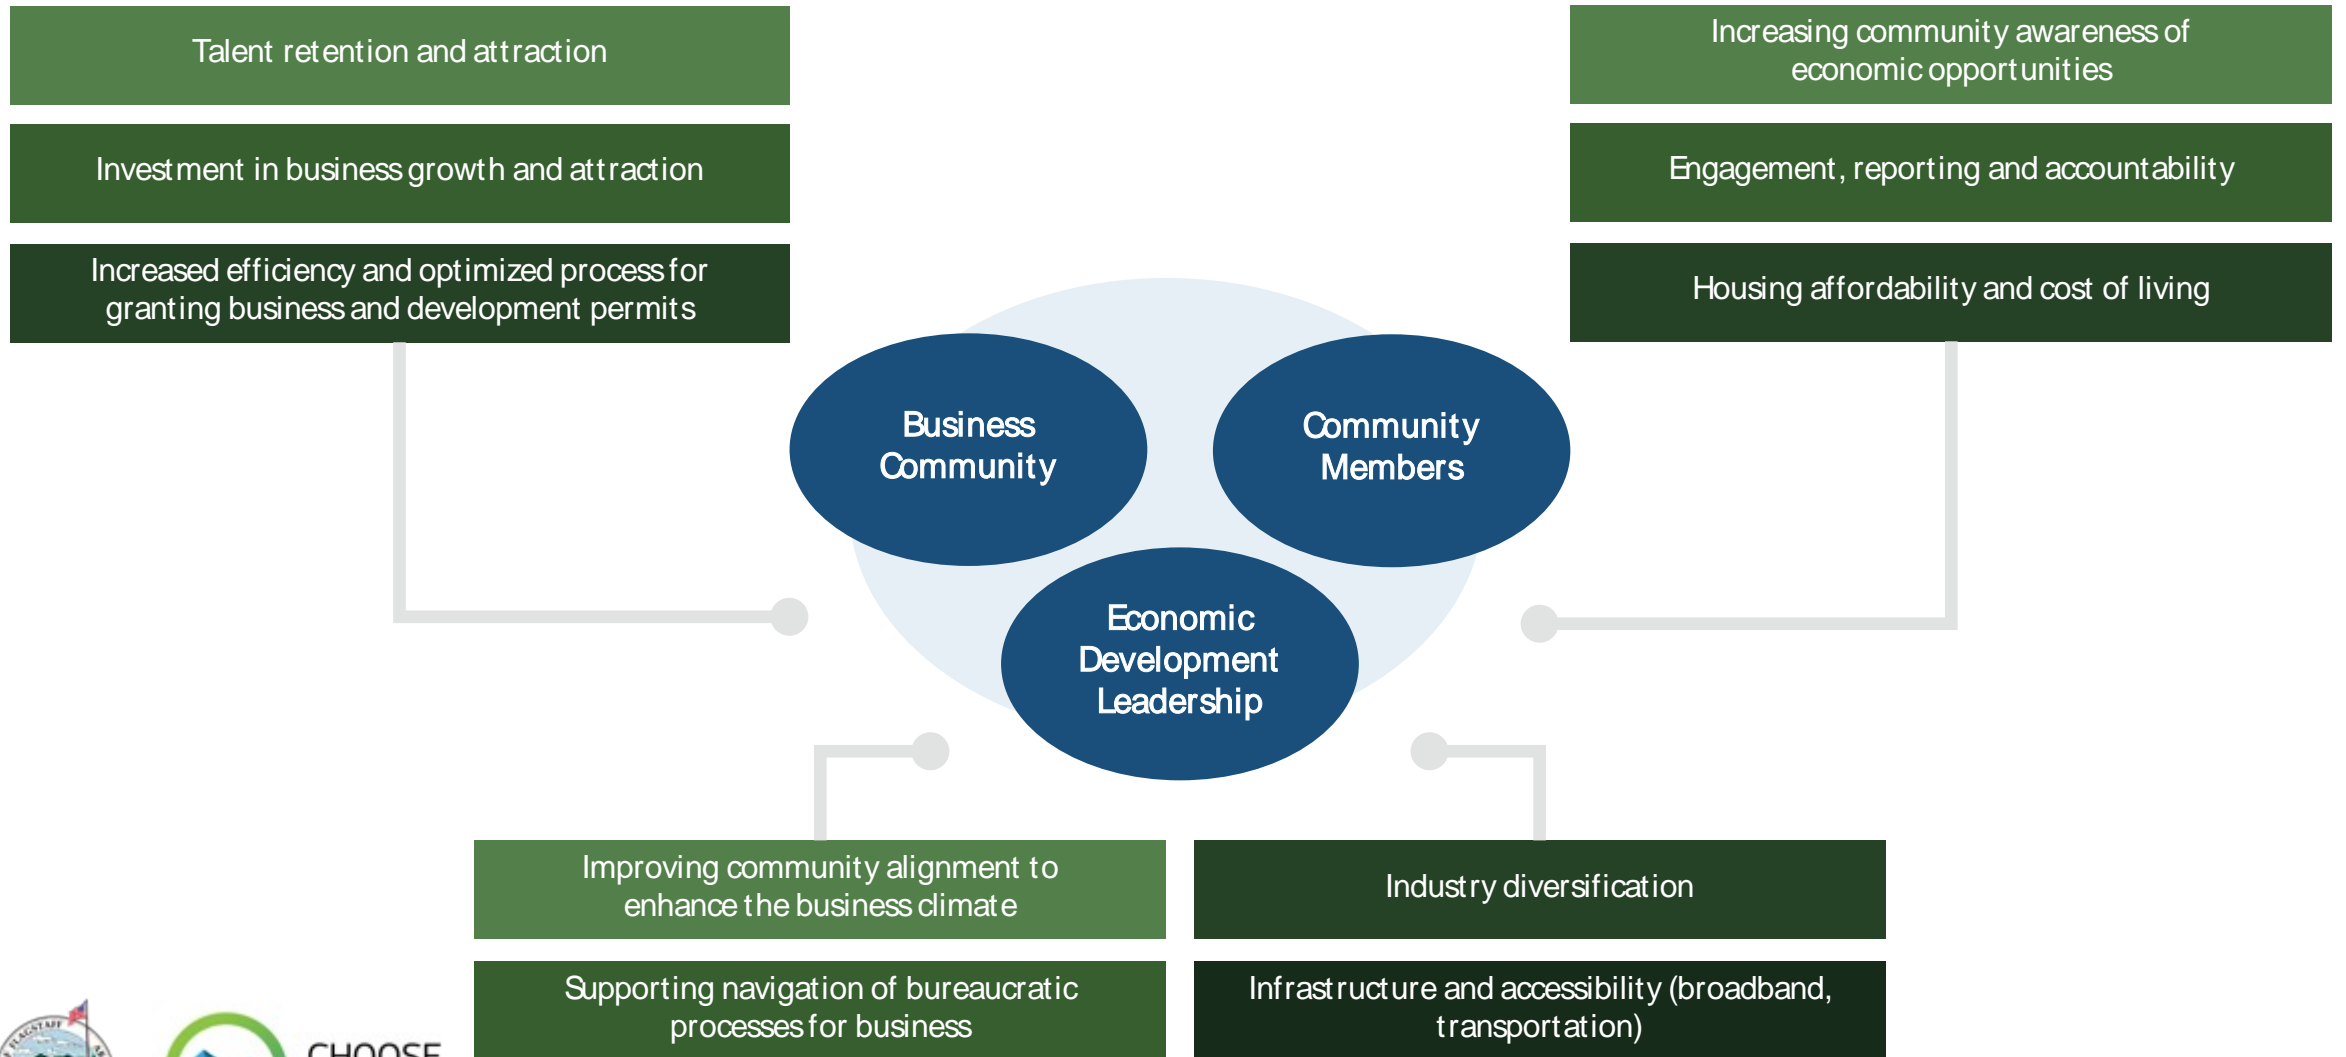 Talent retention and attraction
Investment in business growth and attraction
Increased efficiency and optimized process for
granting business and development permits
Increasing community awareness of
economic opportunities
Engagement, reporting and accountability
Housing affordability and cost of living
Business
Community
Community
Members
Economic
Development
Leadership
Improving community alignment to
enhance the business climate
Supporting navigation of bureaucratic
processes for business
Industry diversification
Infrastructure and accessibility (broadband,
transportation)
FLAGSTAFF
CHOOSE